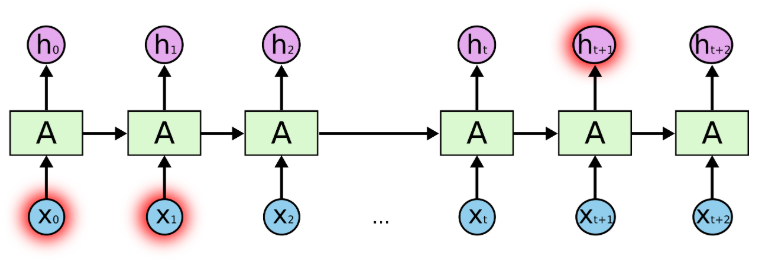 h₀ h₁ h₂ hₜ hₜ₊₁ hₜ₊₂
A A A A A A
x₀ x₁ x₂ ... xₜ xₜ₊₁ xₜ₊₂